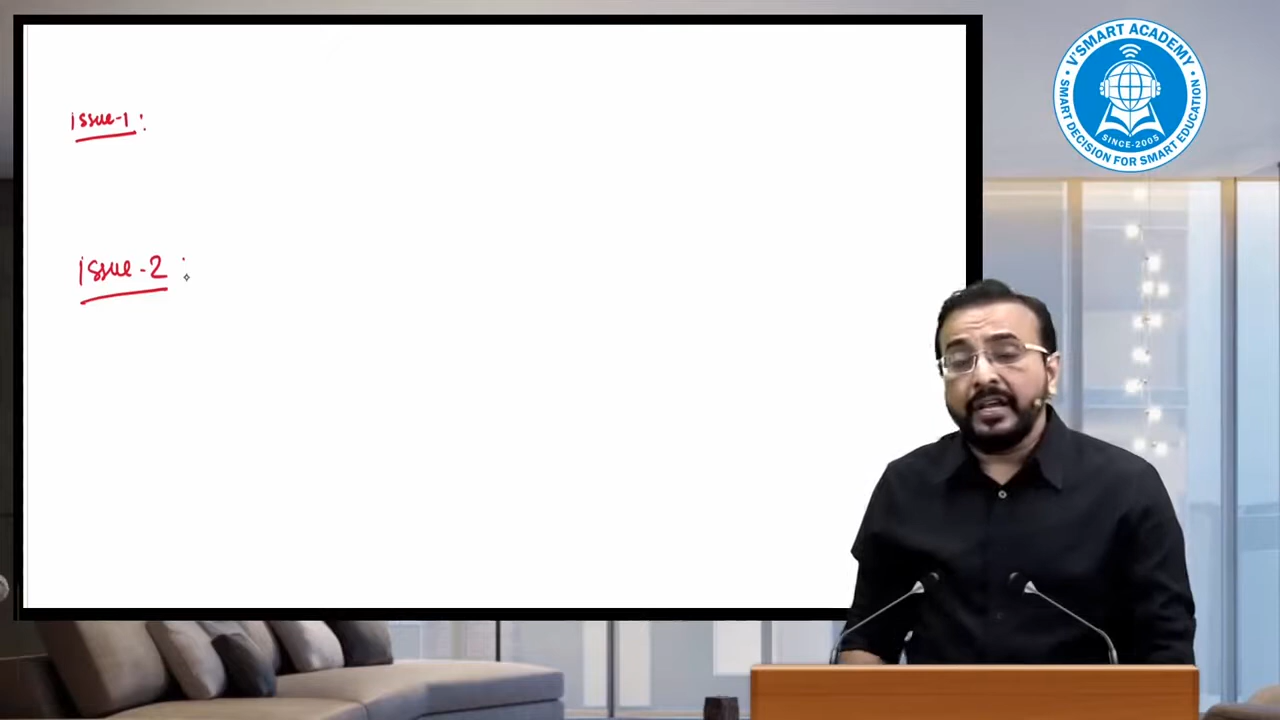 issue-1 :
issue-2 :
V'SMART ACADEMY
SMART DECISION FOR SMART EDUCATION
SINCE-2005